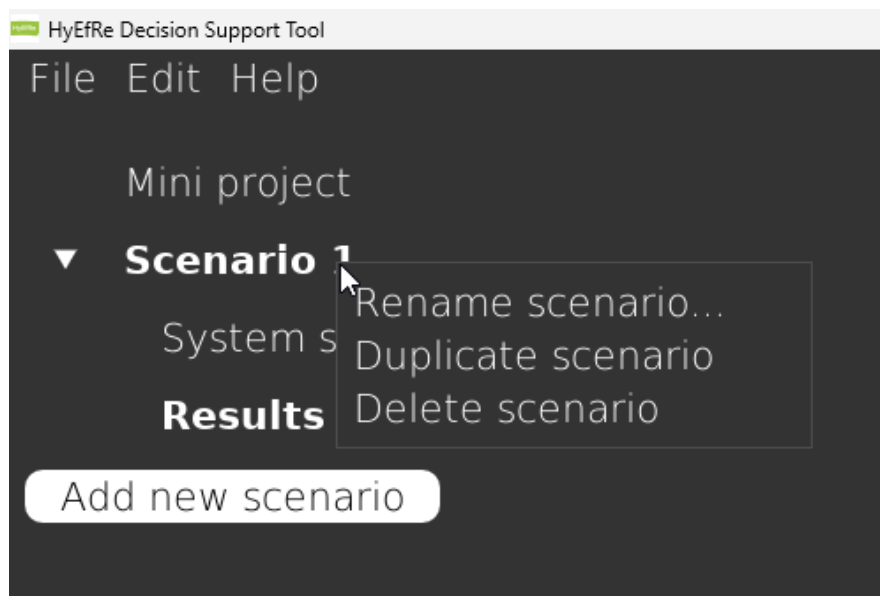 HyEfRe HyEfRe Decision Support Tool
File Edit Help
Mini project
Scenario 1
Rename scenario...
System s
Duplicate scenario
Results
Delete scenario
Add new scenario